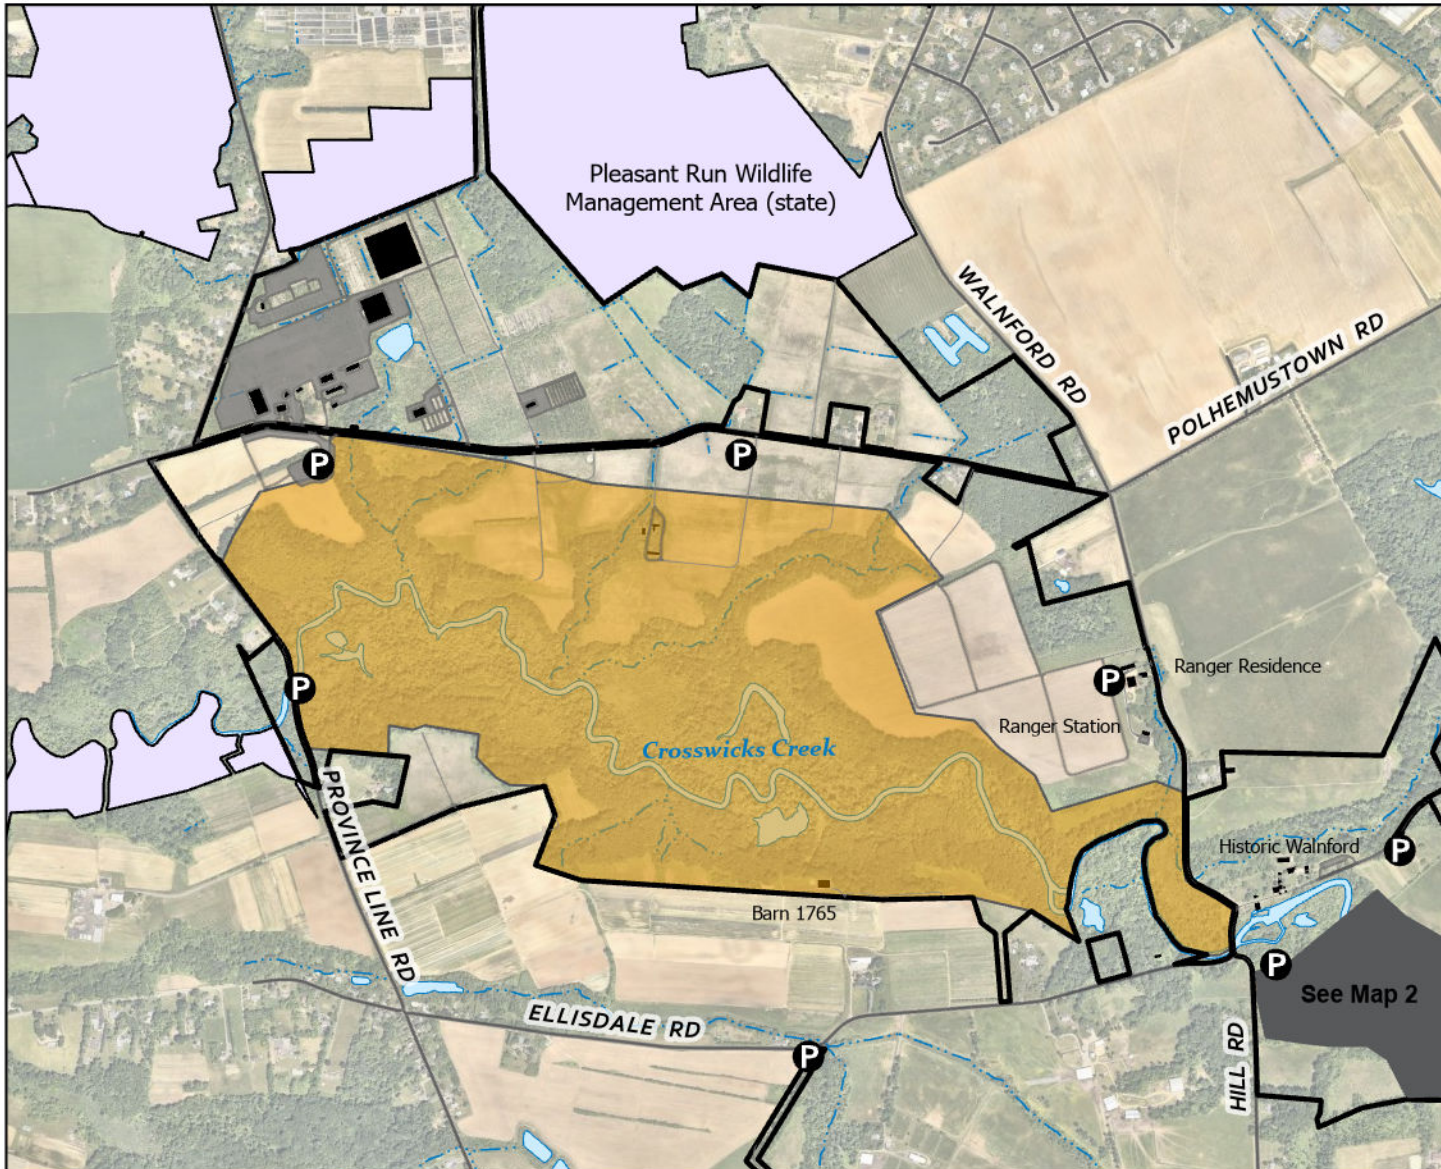 Pleasant Run Wildlife
Management Area (state)
WALNFORD RD
POLHEMUSTOWN RD
P
P
P
P
Ranger Residence
Ranger Station
Crosswicks Creek
PROVINCE LINE RD
Historic Walnford
P
Barn 1765
P
See Map 2
ELLISDALE RD
P
HILL RD